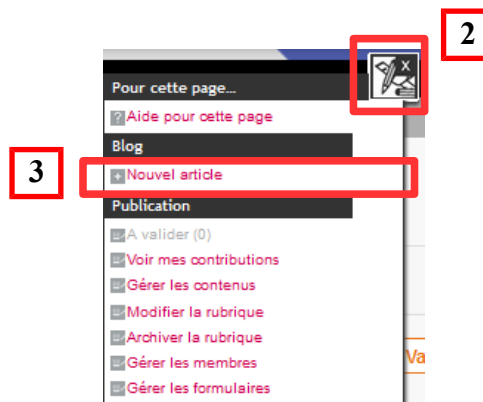 2
x
Pour cette page...
? Aide pour cette page
Blog
3
+ Nouvel article
Publication
A valider (0)
Voir mes contributions
Gérer les contenus
Modifier la rubrique
Archiver la rubrique
Gérer les membres
Va
Gérer les formulaires